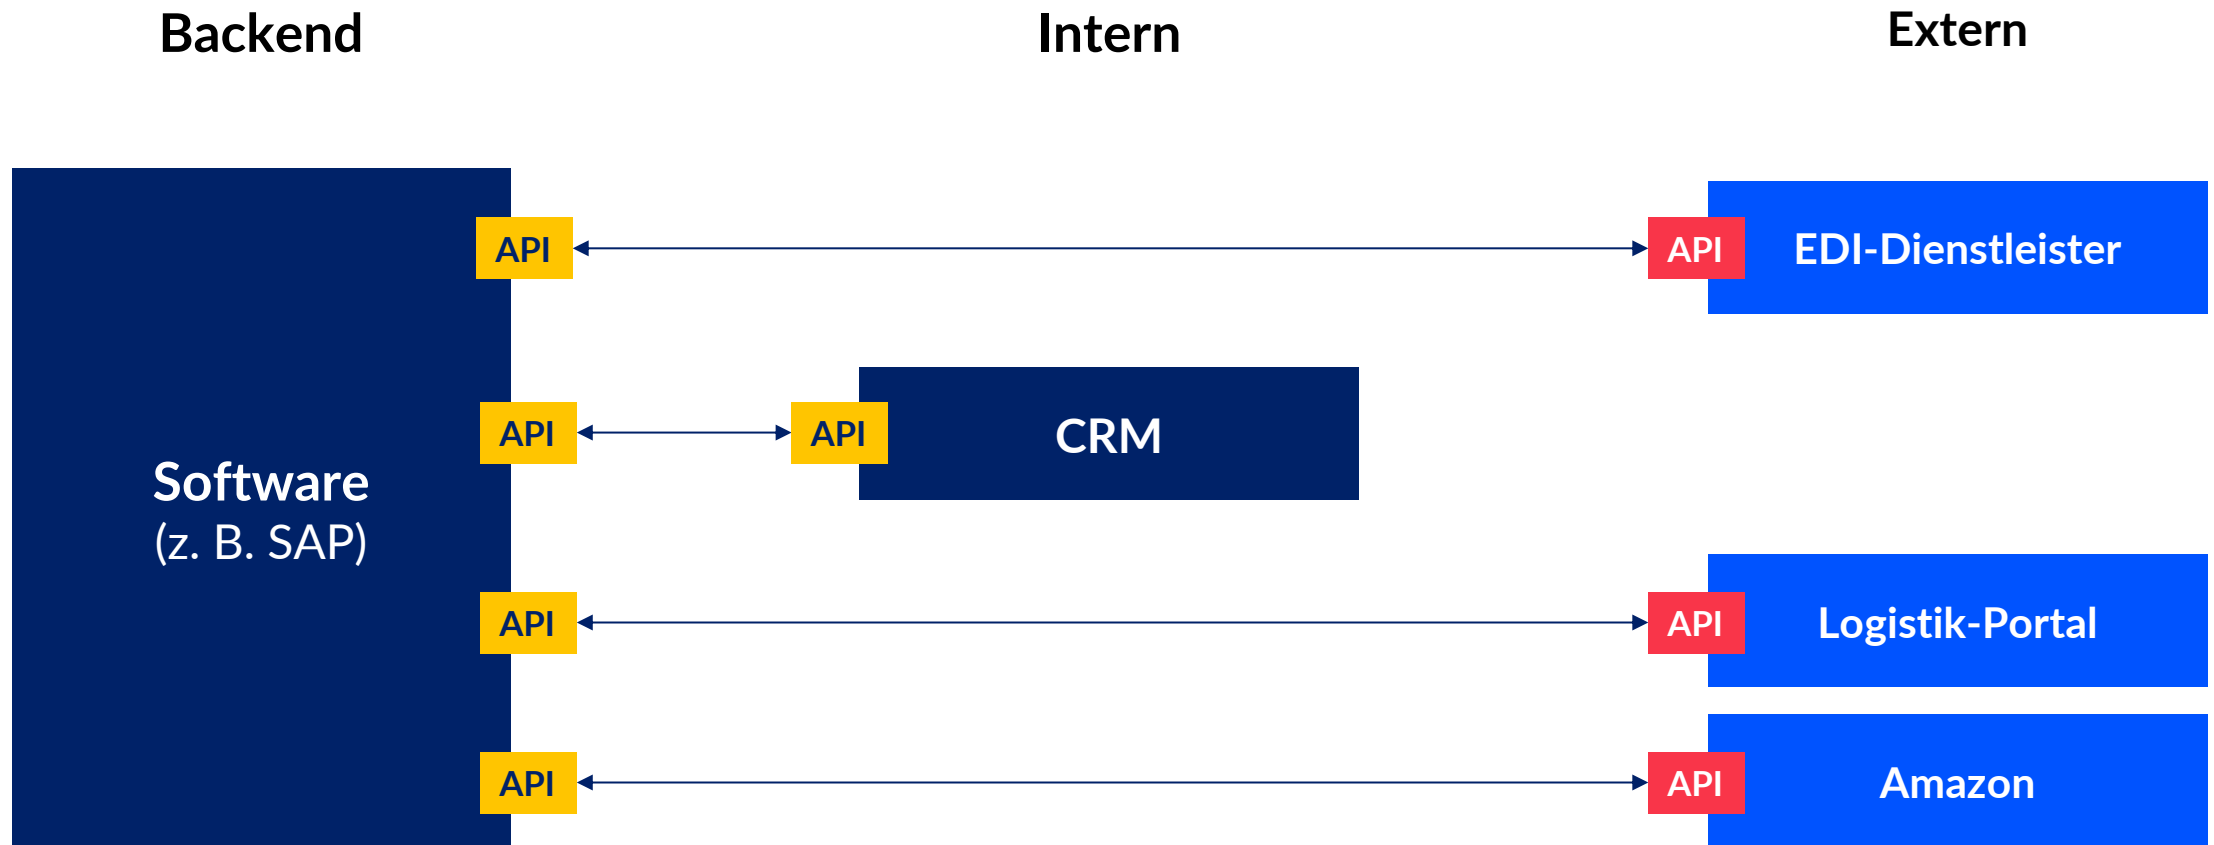 Backend
Intern
Extern
API
API
EDI-Dienstleister
API
API
CRM
Software
(z. B. SAP)
API
API
Logistik-Portal
API
API
Amazon